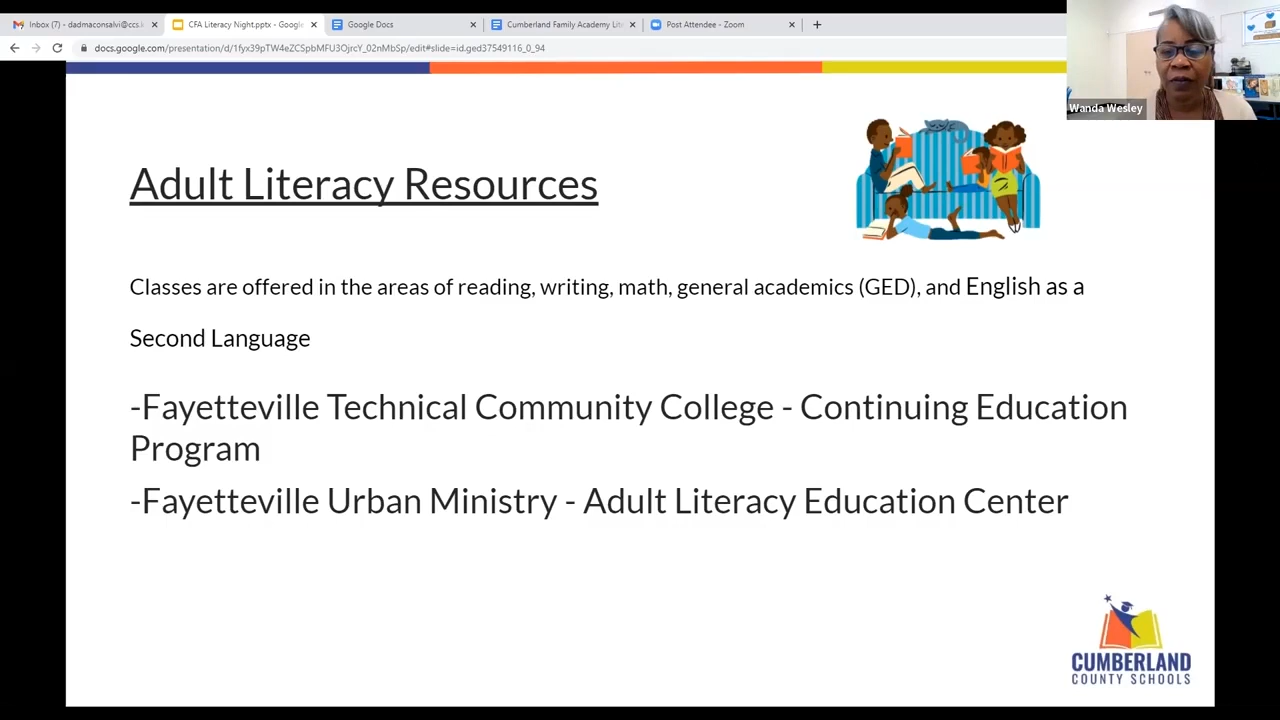 Inbox (7) - dadmaconsalvi@ccs.k
CFA Literacy Night.pptx - Google
Google Docs
Cumberland Family Academy Lite
Post Attendee - Zoom
docs.google.com/presentation/d/1fyx39pTW4eZCSpbMFU3OjrcY_02nMbSp/edit#slide=id.ged37549116_0_94
Wanda Wesley
Adult Literacy Resources
Classes are offered in the areas of reading, writing, math, general academics (GED), and English as a
Second Language
-Fayetteville Technical Community College - Continuing Education
Program
-Fayetteville Urban Ministry - Adult Literacy Education Center
CUMBERLAND
COUNTY SCHOOLS